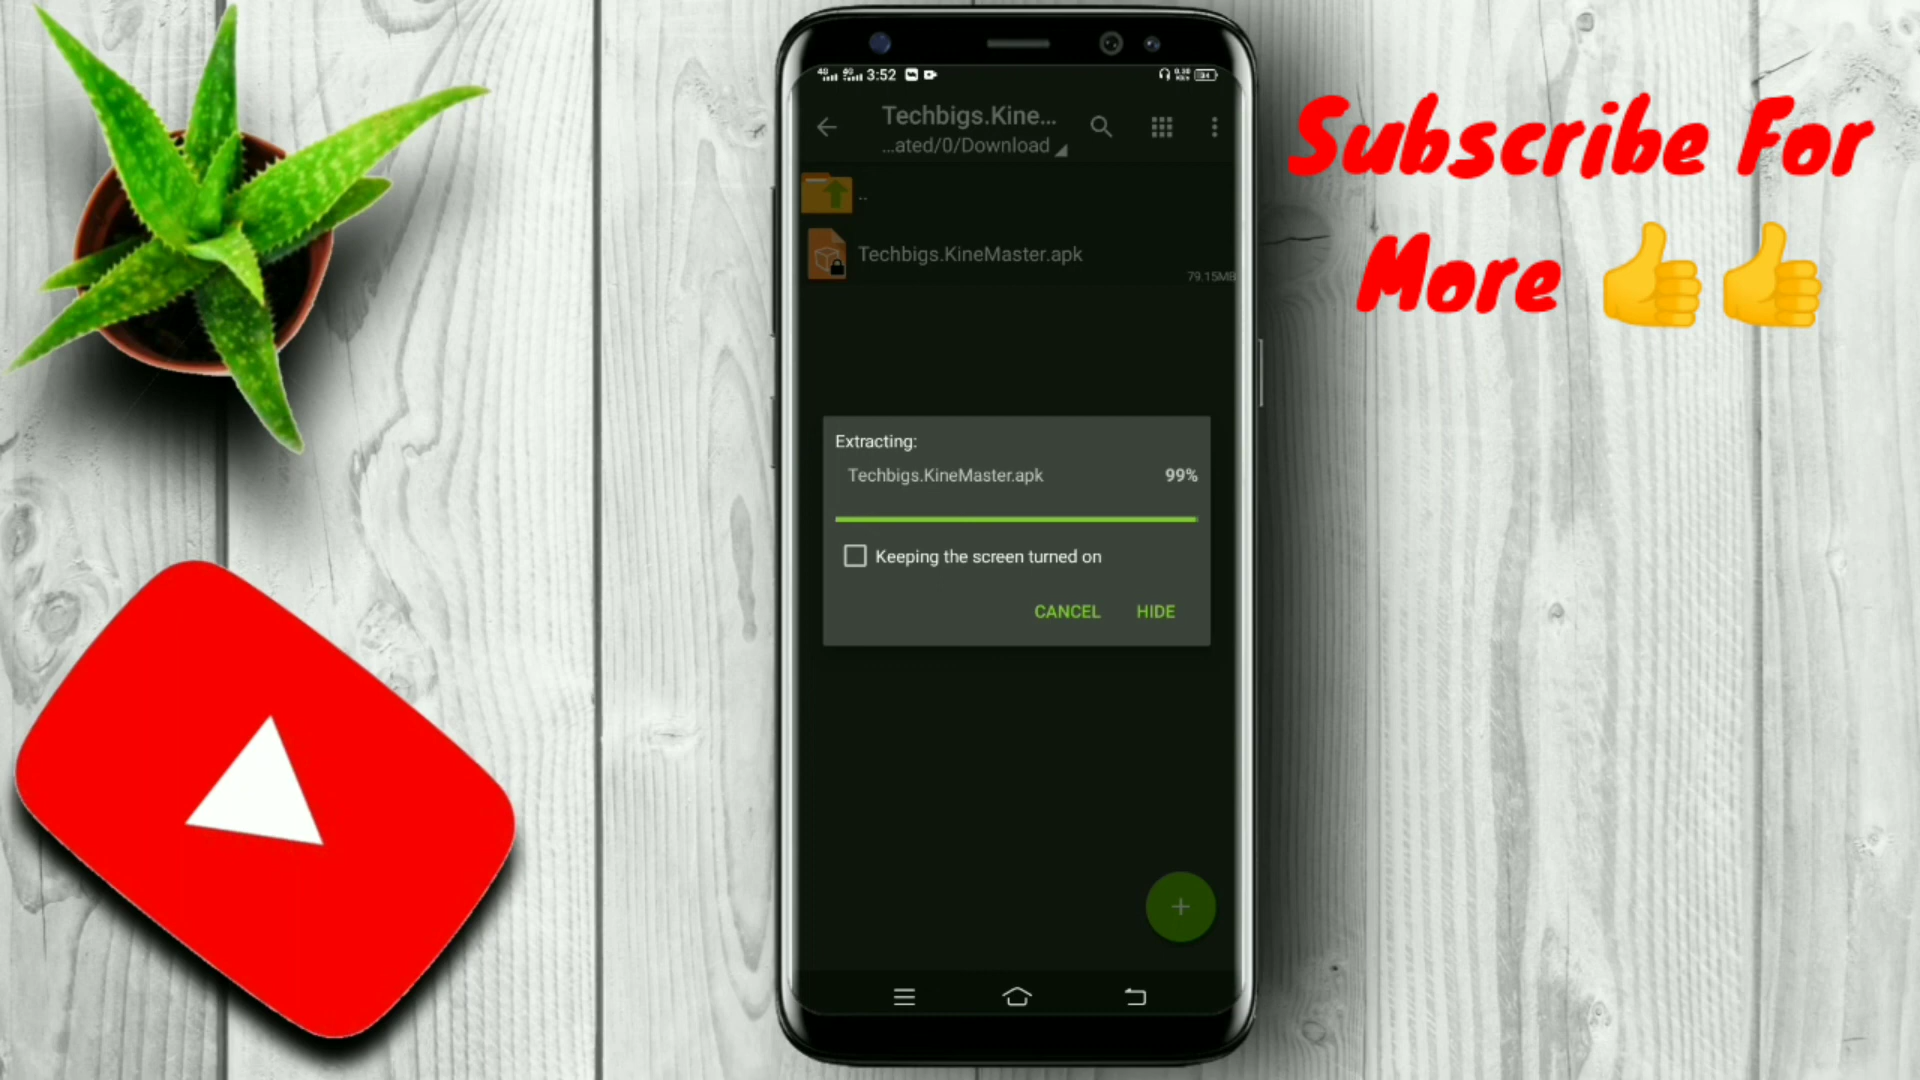 3:52
Techbigs.Kine...
...ated/0/Download
..
Techbigs.KineMaster.apk
79.15MB
Extracting:
Techbigs.KineMaster.apk 99%
Keeping the screen turned on
CANCEL HIDE
Subscribe For
More 👍👍